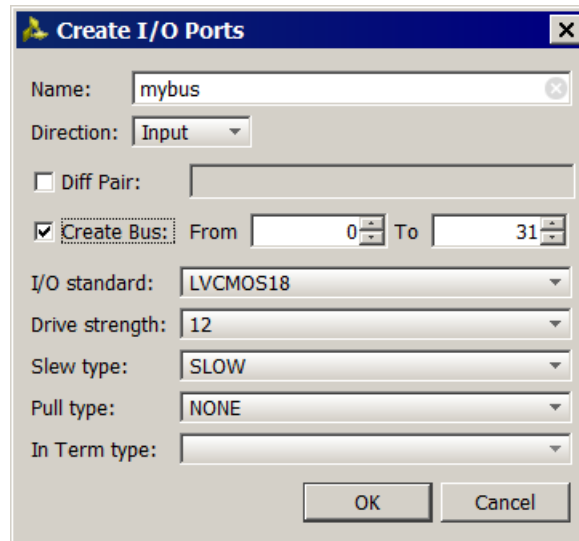 Create I/O Ports
Name: mybus
Direction: Input
Diff Pair:
Create Bus: From 0 To 31
I/O standard: LVCMOS18
Drive strength: 12
Slew type: SLOW
Pull type: NONE
In Term type:
OK Cancel